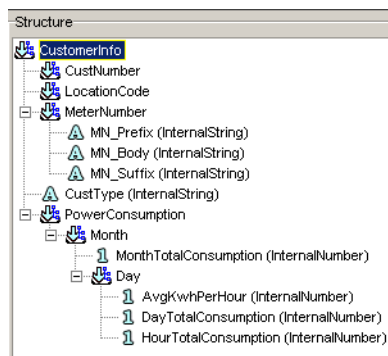 Structure
CustomerInfo
CustNumber
LocationCode
MeterNumber
MN_Prefix (InternalString)
MN_Body (InternalString)
MN_Suffix (InternalString)
CustType (InternalString)
PowerConsumption
Month
MonthTotalConsumption (InternalNumber)
Day
AvgKwhPerHour (InternalNumber)
DayTotalConsumption (InternalNumber)
HourTotalConsumption (InternalNumber)